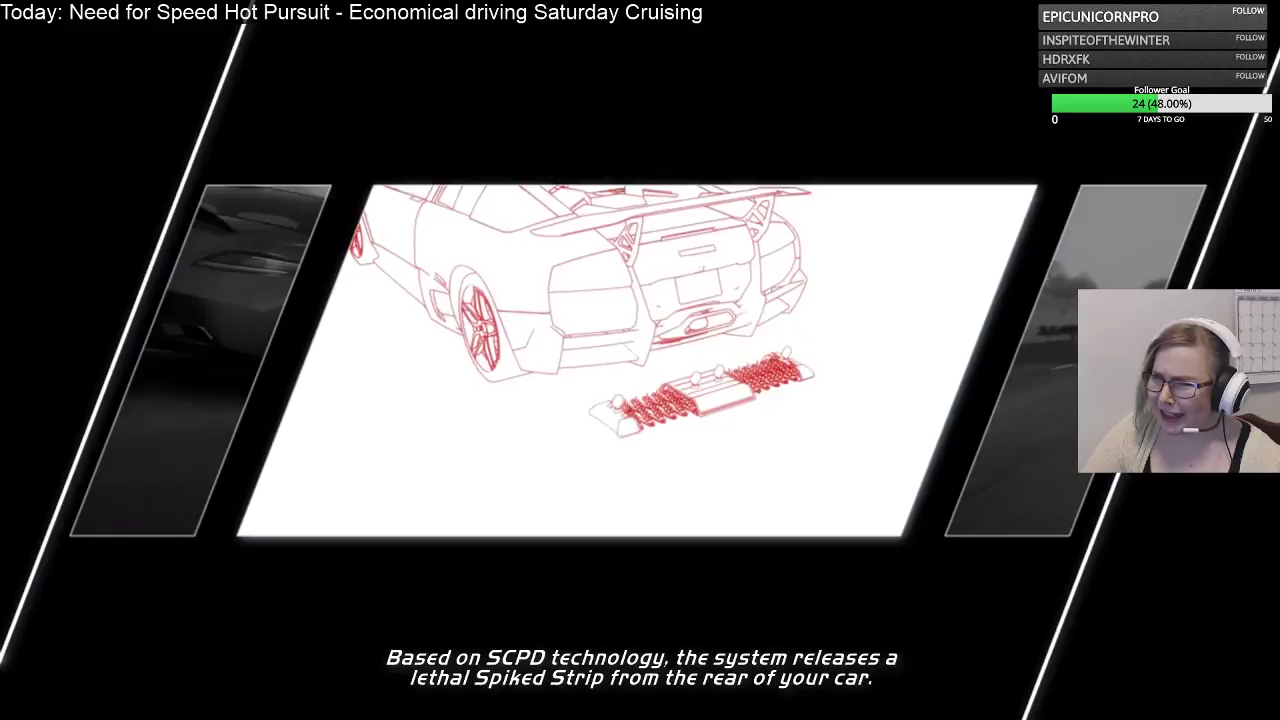 Today: Need for Speed Hot Pursuit - Economical driving Saturday Cruising
EPICUNICORNPRO FOLLOW
INSPITEOFTHEWINTER FOLLOW
HDRXFK FOLLOW
AVIFOM FOLLOW
Follower Goal
24 (48.00%)
0 7 DAYS TO GO 50
Based on SCPD technology, the system releases a
lethal Spiked Strip from the rear of your car.